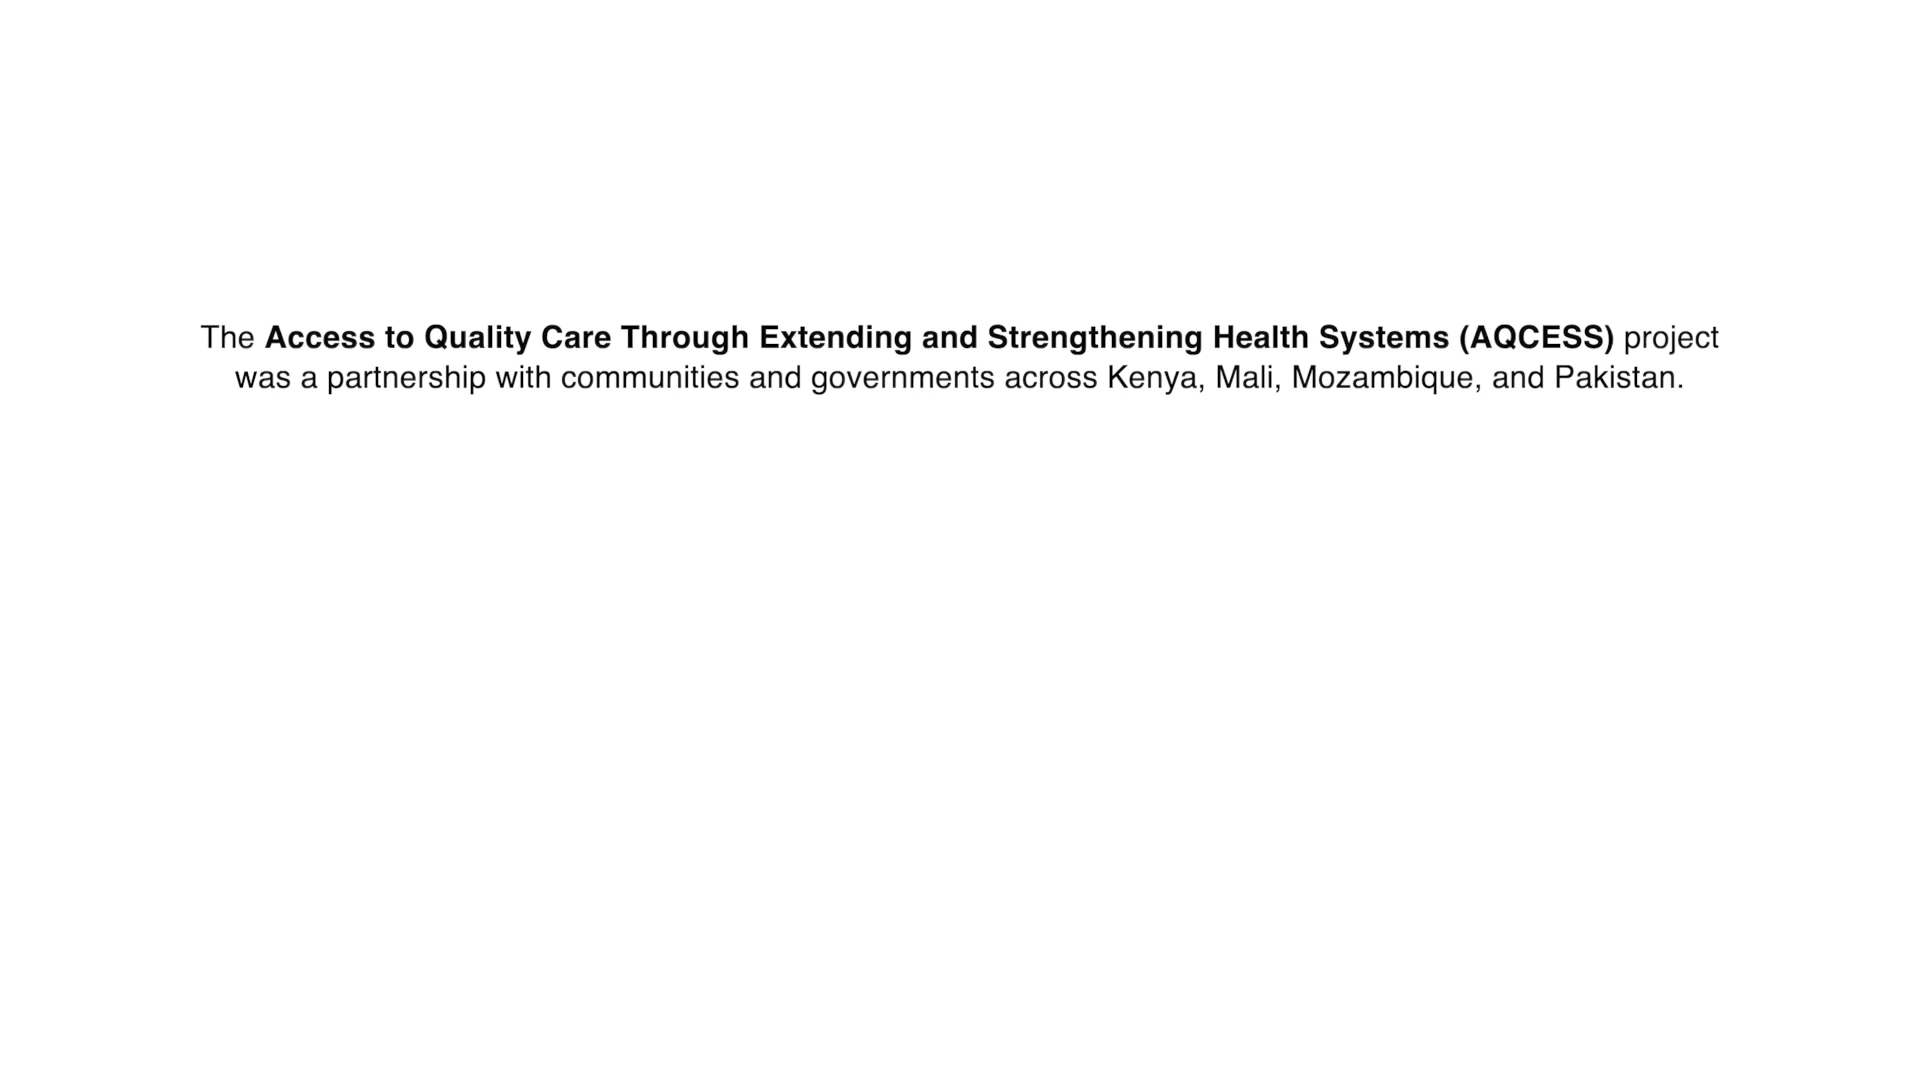 The Access to Quality Care Through Extending and Strengthening Health Systems (AQCESS) project
was a partnership with communities and governments across Kenya, Mali, Mozambique, and Pakistan.